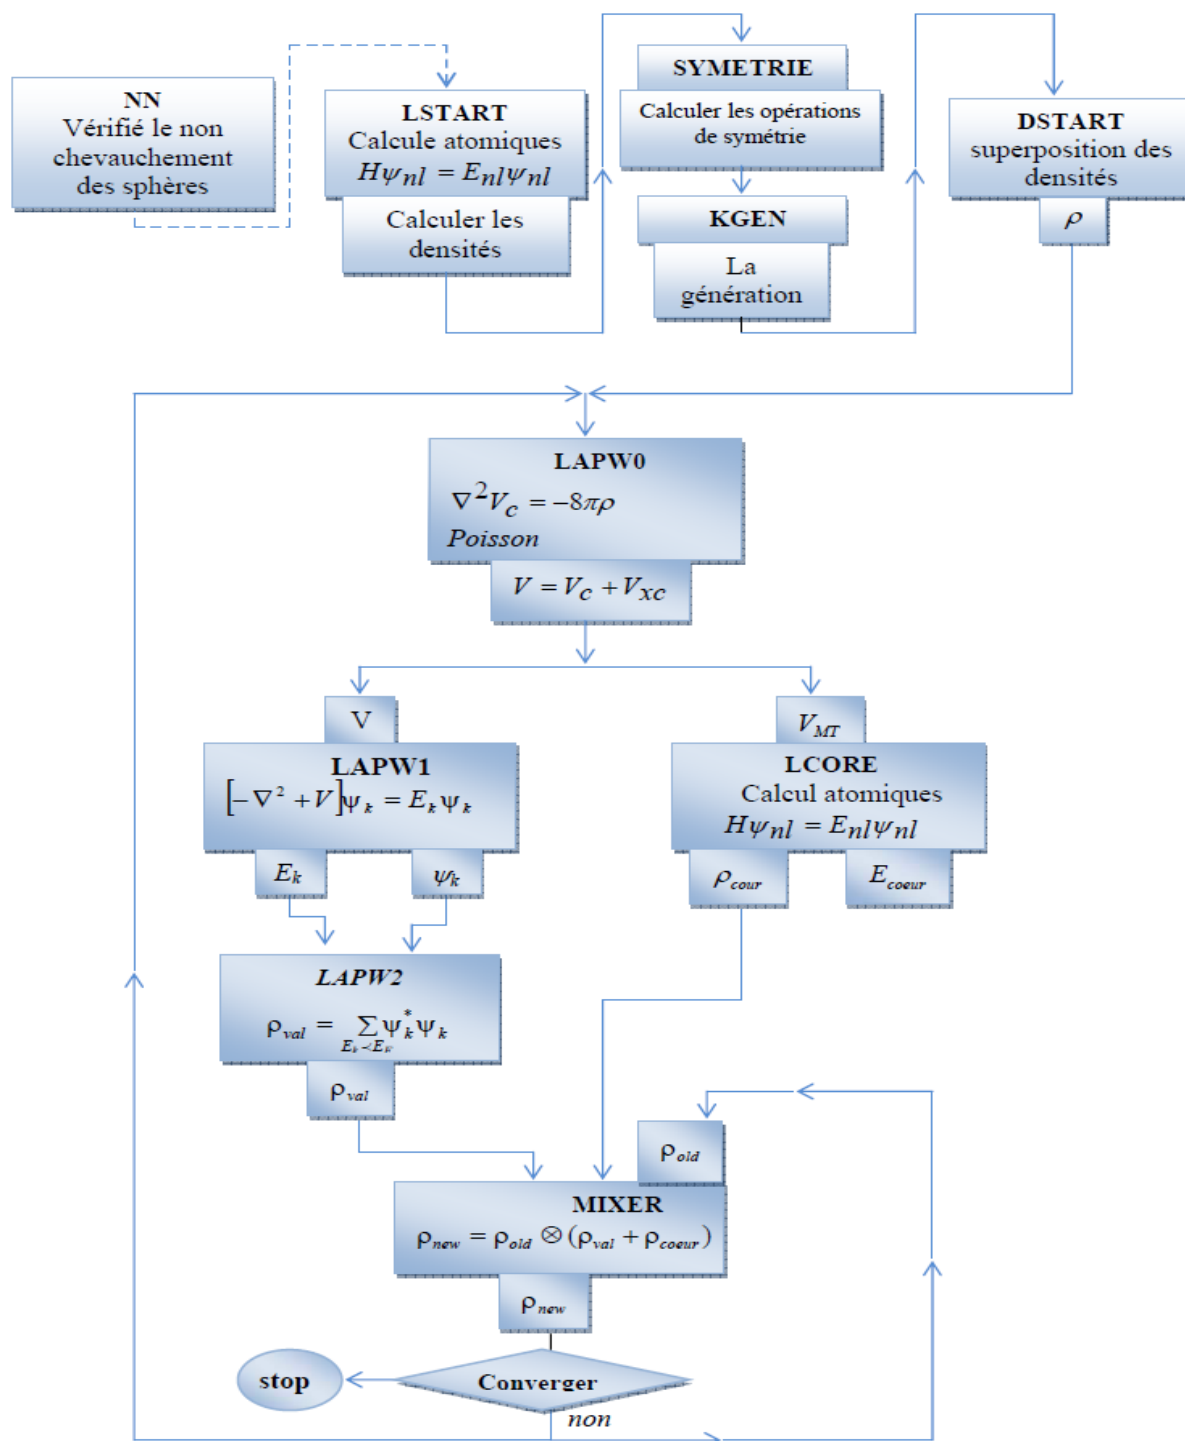 NN
Vérifié le non
chevauchement
des sphères
LSTART
Calcule atomiques
Hψnl = Enlψnl
Calculer les
densités
SYMETRIE
Calculer les opérations
de symétrie
KGEN
La
génération
DSTART
superposition des
densités
ρ
LAPW0
∇²Vc = −8πρ
Poisson
V = Vc + Vxc
V
LAPW1
[−∇² + V]ψk = Ek ψk
Ek
ψk
VMT
LCORE
Calcul atomiques
Hψnl = Enlψnl
ρcour
Ecoeur
LAPW2
ρval = Σ ψk* ψk
Ek≺EF
ρval
ρold
MIXER
ρnew = ρold ⊗ (ρval + ρcoeur)
ρnew
stop
Converger
non